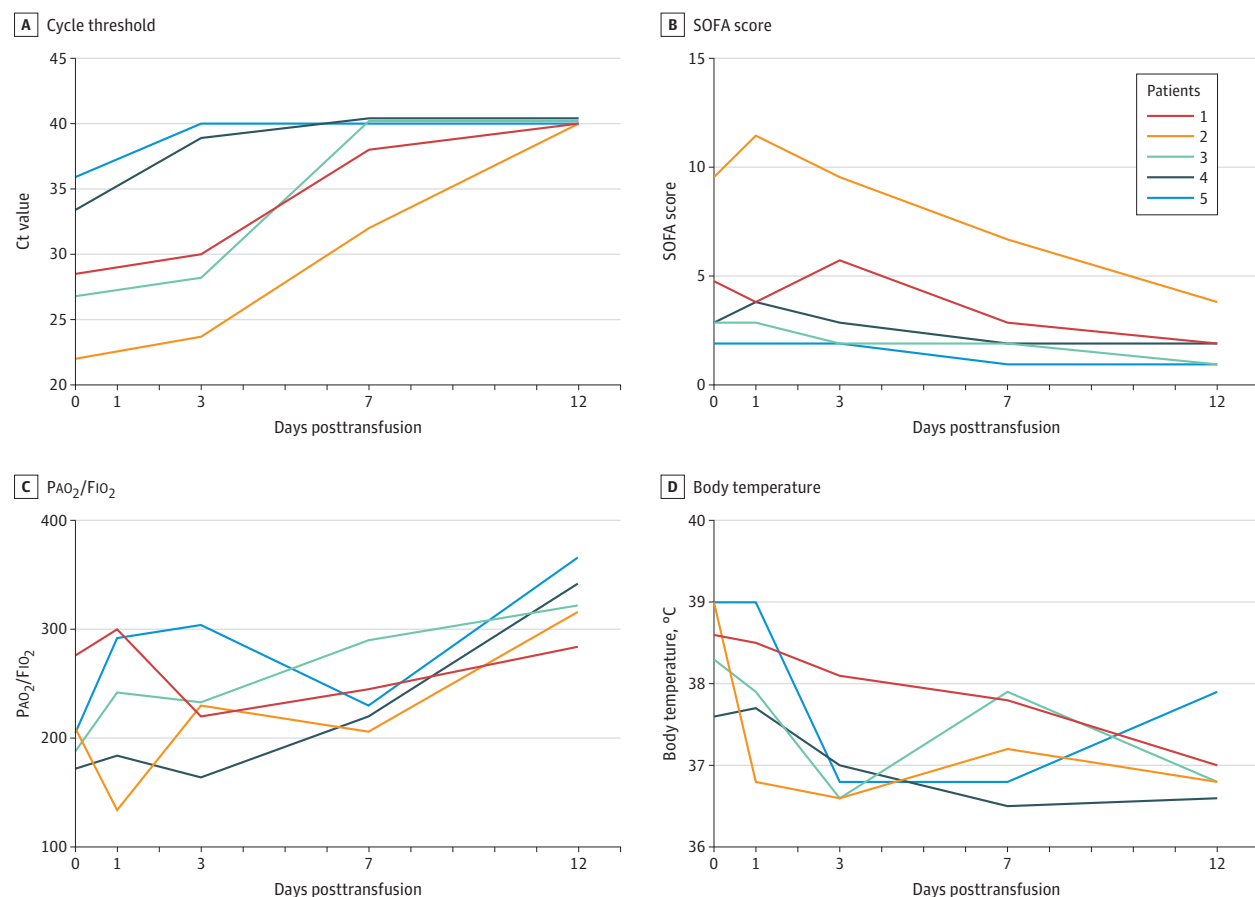 A Cycle threshold
45
40
35
30
25
20
Ct value
0 1 3 7 12
Days posttransfusion
B SOFA score
15
10
5
0
SOFA score
0 1 3 7 12
Days posttransfusion
Patients
1
2
3
4
5
C PAO2/FIO2
400
300
200
100
PAO2/FIO2
0 1 3 7 12
Days posttransfusion
D Body temperature
40
39
38
37
36
Body temperature, °C
0 1 3 7 12
Days posttransfusion